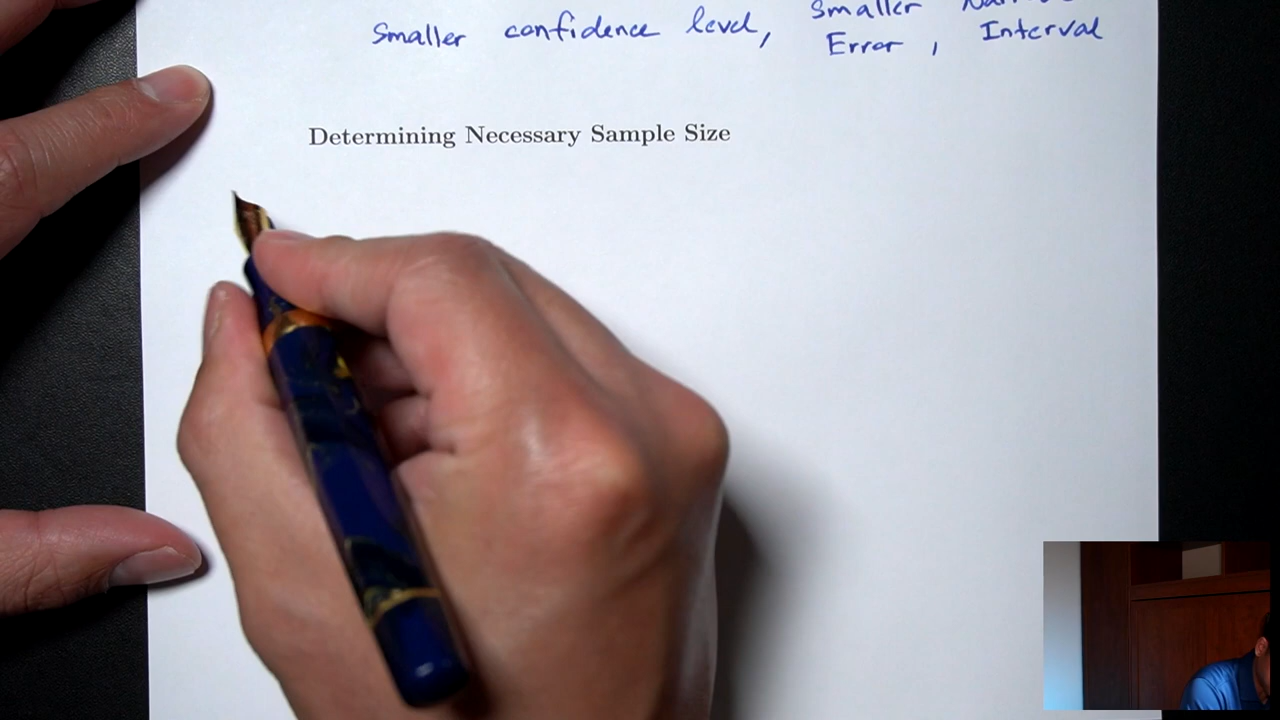 Smaller
Smaller confidence level,
Error, Interval
Determining Necessary Sample Size